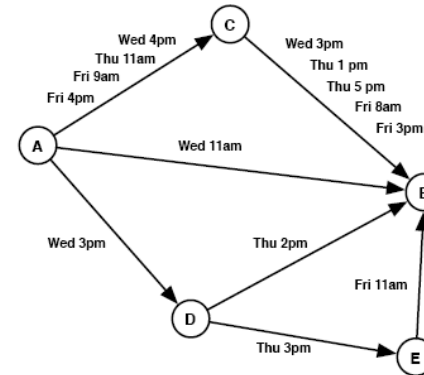 C
Wed 4pm
Thu 11am
Fri 9am
Fri 4pm
Wed 3pm
Thu 1 pm
Thu 5 pm
Fri 8am
Fri 3pm
A
Wed 11am
Wed 3pm
Thu 2pm
Fri 11am
D
Thu 3pm
E